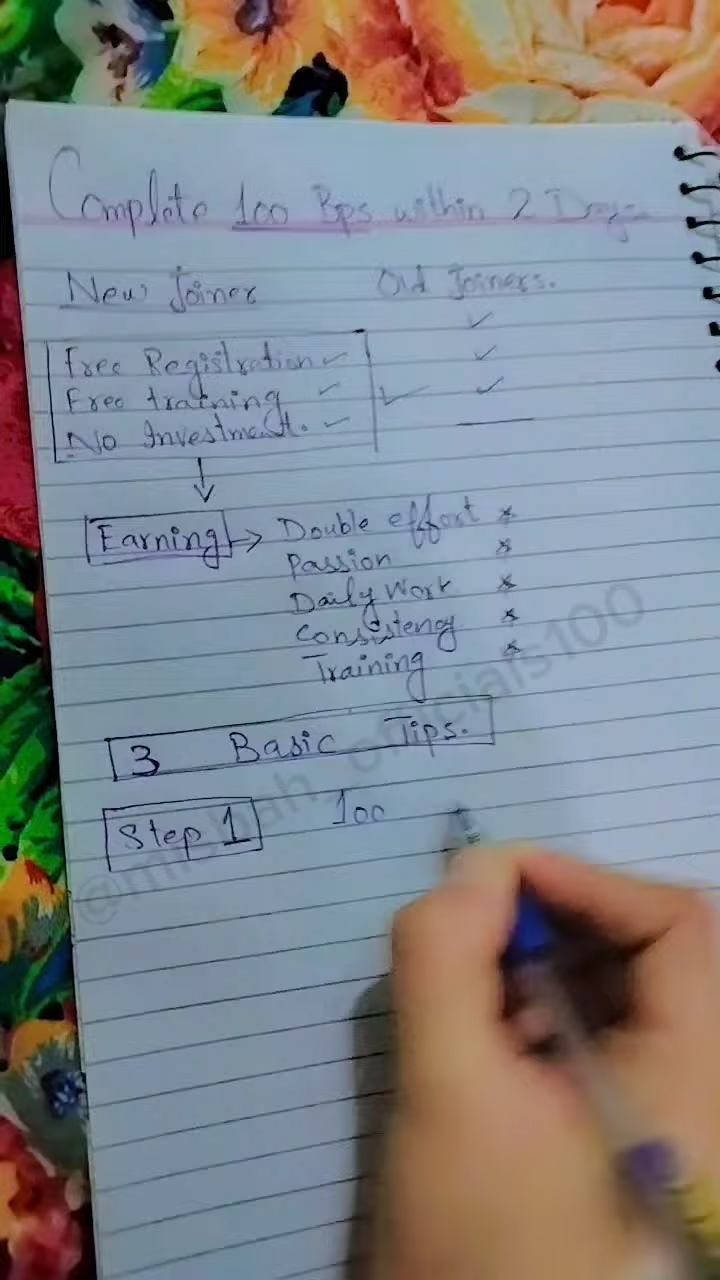 Complete 100 Bps within 2 Days
New Joiner Old Joiners.
Free Registration ✓ ✓
Free training ✓ ✓ ✓
No Investment. ✓
Earning → Double effort *
Passion *
Daily Work *
Consistency *
Training *
3 Basic Tips.
Step 1 100